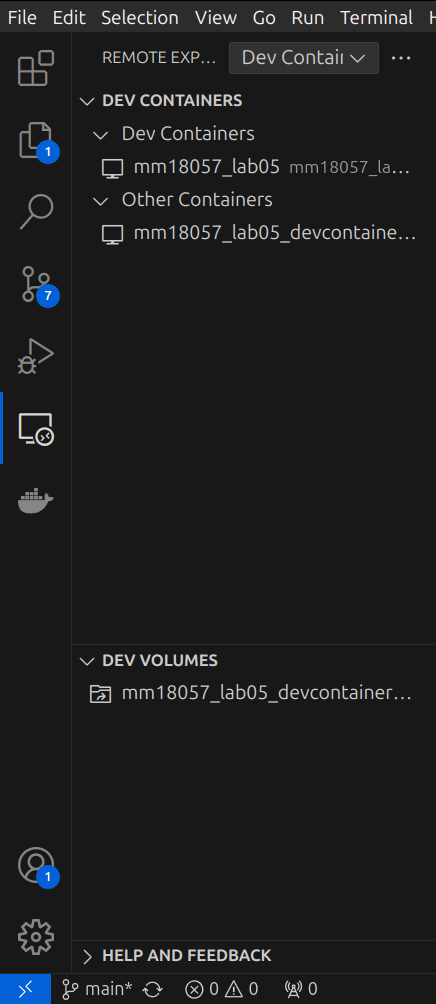 File Edit Selection View Go Run Terminal
REMOTE EXP... Dev Contair ...
DEV CONTAINERS
Dev Containers
1
mm18057_lab05 mm18057_la...
Other Containers
mm18057_lab05_devcontaine...
7
DEV VOLUMES
mm18057_lab05_devcontainer...
1
HELP AND FEEDBACK
main* 0 0 0